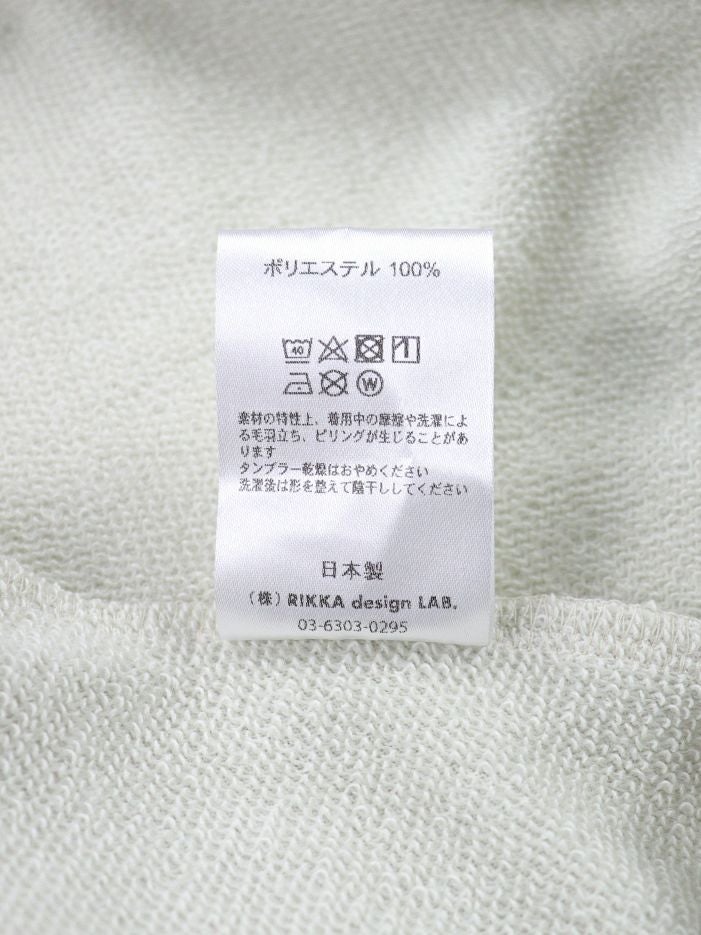 ポリエステル 100%
40
W
素材の特性上、着用中の摩擦や洗濯によ
る毛羽立ち、ピリングが生じることがあ
ります
タンブラー乾燥はおやめください
洗濯後は形を整えて陰干ししてください
日本製
(株) RIKKA design LAB.
03-6303-0295